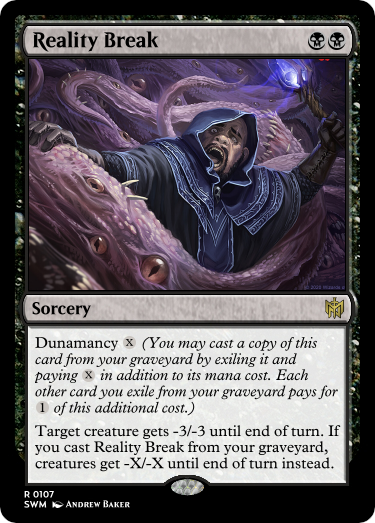 Reality Break
Sorcery
Dunamancy X (You may cast a copy of this
card from your graveyard by exiling it and
paying X in addition to its mana cost. Each
other card you exile from your graveyard pays for
1 of this additional cost.)
Target creature gets -3/-3 until end of turn. If
you cast Reality Break from your graveyard,
creatures get -X/-X until end of turn instead.
R 0107
SWM Andrew Baker